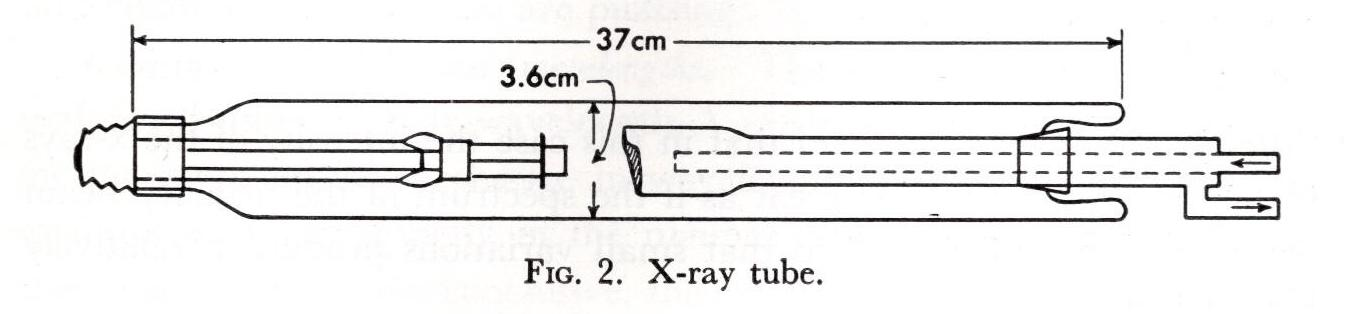 37cm
3.6cm
FIG. 2. X-ray tube.